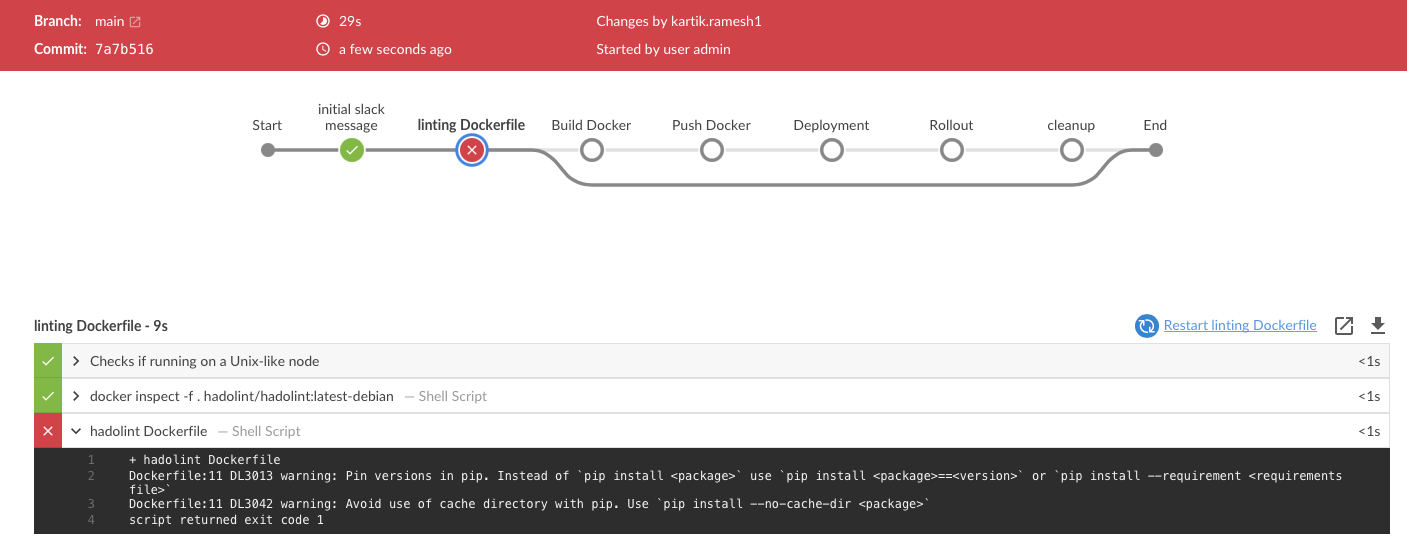 Branch: main 29s Changes by kartik.ramesh1
Commit: 7a7b516 a few seconds ago Started by user admin
Start initial slack message linting Dockerfile Build Docker Push Docker Deployment Rollout cleanup End
linting Dockerfile - 9s Restart linting Dockerfile
Checks if running on a Unix-like node <1s
docker inspect -f . hadolint/hadolint:latest-debian — Shell Script <1s
hadolint Dockerfile — Shell Script <1s
1 + hadolint Dockerfile
2 Dockerfile:11 DL3013 warning: Pin versions in pip. Instead of `pip install <package>` use `pip install <package>==<version>` or `pip install --requirement <requirements
file>`
3 Dockerfile:11 DL3042 warning: Avoid use of cache directory with pip. Use `pip install --no-cache-dir <package>`
4 script returned exit code 1